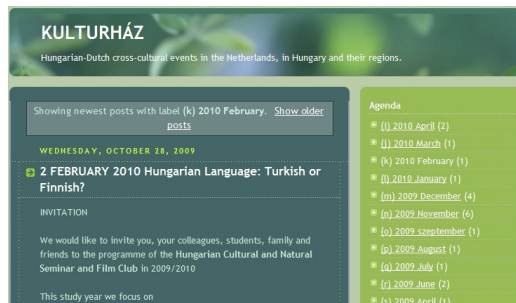 KULTURHÁZ
Hungarian-Dutch cross-cultural events in the Netherlands, in Hungary and their regions.
Showing newest posts with label (k) 2010 February. Show older
posts
WEDNESDAY, OCTOBER 28, 2009
2 FEBRUARY 2010 Hungarian Language: Turkish or
Finnish?
INVITATION
We would like to invite you, your colleagues, students, family and
friends to the programme of the Hungarian Cultural and Natural
Seminar and Film Club in 2009/2010
This study year we focus on
Agenda
(i) 2010 April (2)
(j) 2010 March (1)
(k) 2010 February (1)
(l) 2010 January (1)
(m) 2009 December (4)
(n) 2009 November (6)
(o) 2009 szeptember (1)
(p) 2009 August (1)
(q) 2009 July (1)
(r) 2009 June (2)
(s) 2009 April (1)